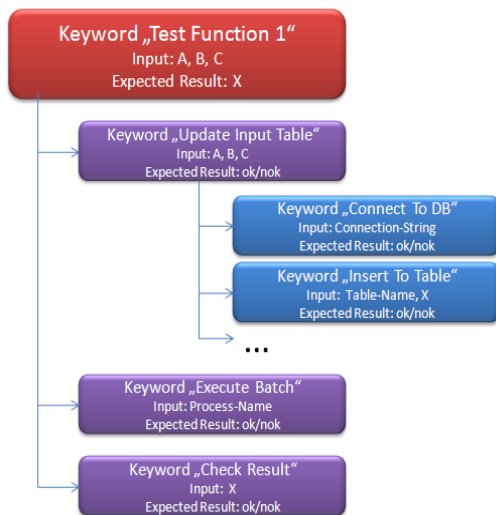 Keyword „Test Function 1“
Input: A, B, C
Expected Result: X
Keyword „Update Input Table“
Input: A, B, C
Expected Result: ok/nok
Keyword „Connect To DB“
Input: Connection-String
Expected Result: ok/nok
Keyword „Insert To Table“
Input: Table-Name, X
Expected Result: ok/nok
...
Keyword „Execute Batch“
Input: Process-Name
Expected Result: ok/nok
Keyword „Check Result“
Input: X
Expected Result: ok/nok